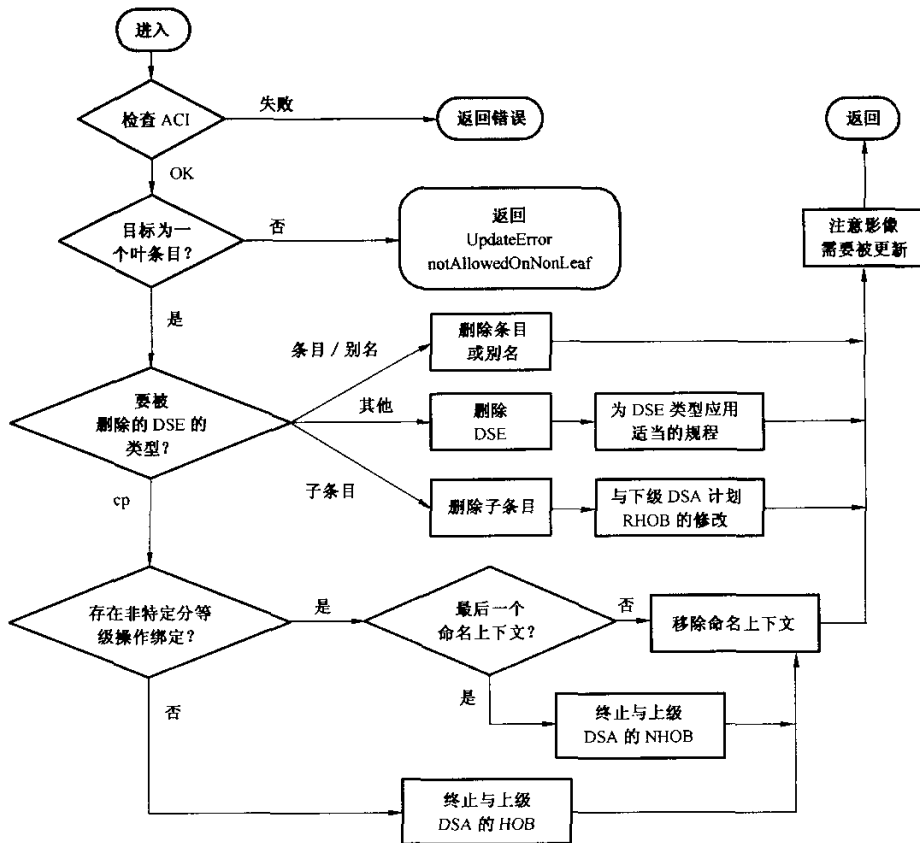 进入
检查 ACI
失败
返回错误
返回
OK
目标为一
个叶条目?
否
返回
UpdateError
notAllowedOnNonLeaf
注意影像
需要被更新
是
条目/别名
删除条目
或别名
要被
删除的 DSE 的
类型?
其他
删除
DSE
为 DSE 类型应用
适当的规程
子条目
删除子条目
与下级 DSA 计划
RHOB 的修改
cp
存在非特定分等
级操作绑定?
是
最后一个
命名上下文?
否
移除命名上下文
是
终止与上级
DSA 的 NHOB
否
终止与上级
DSA 的 HOB